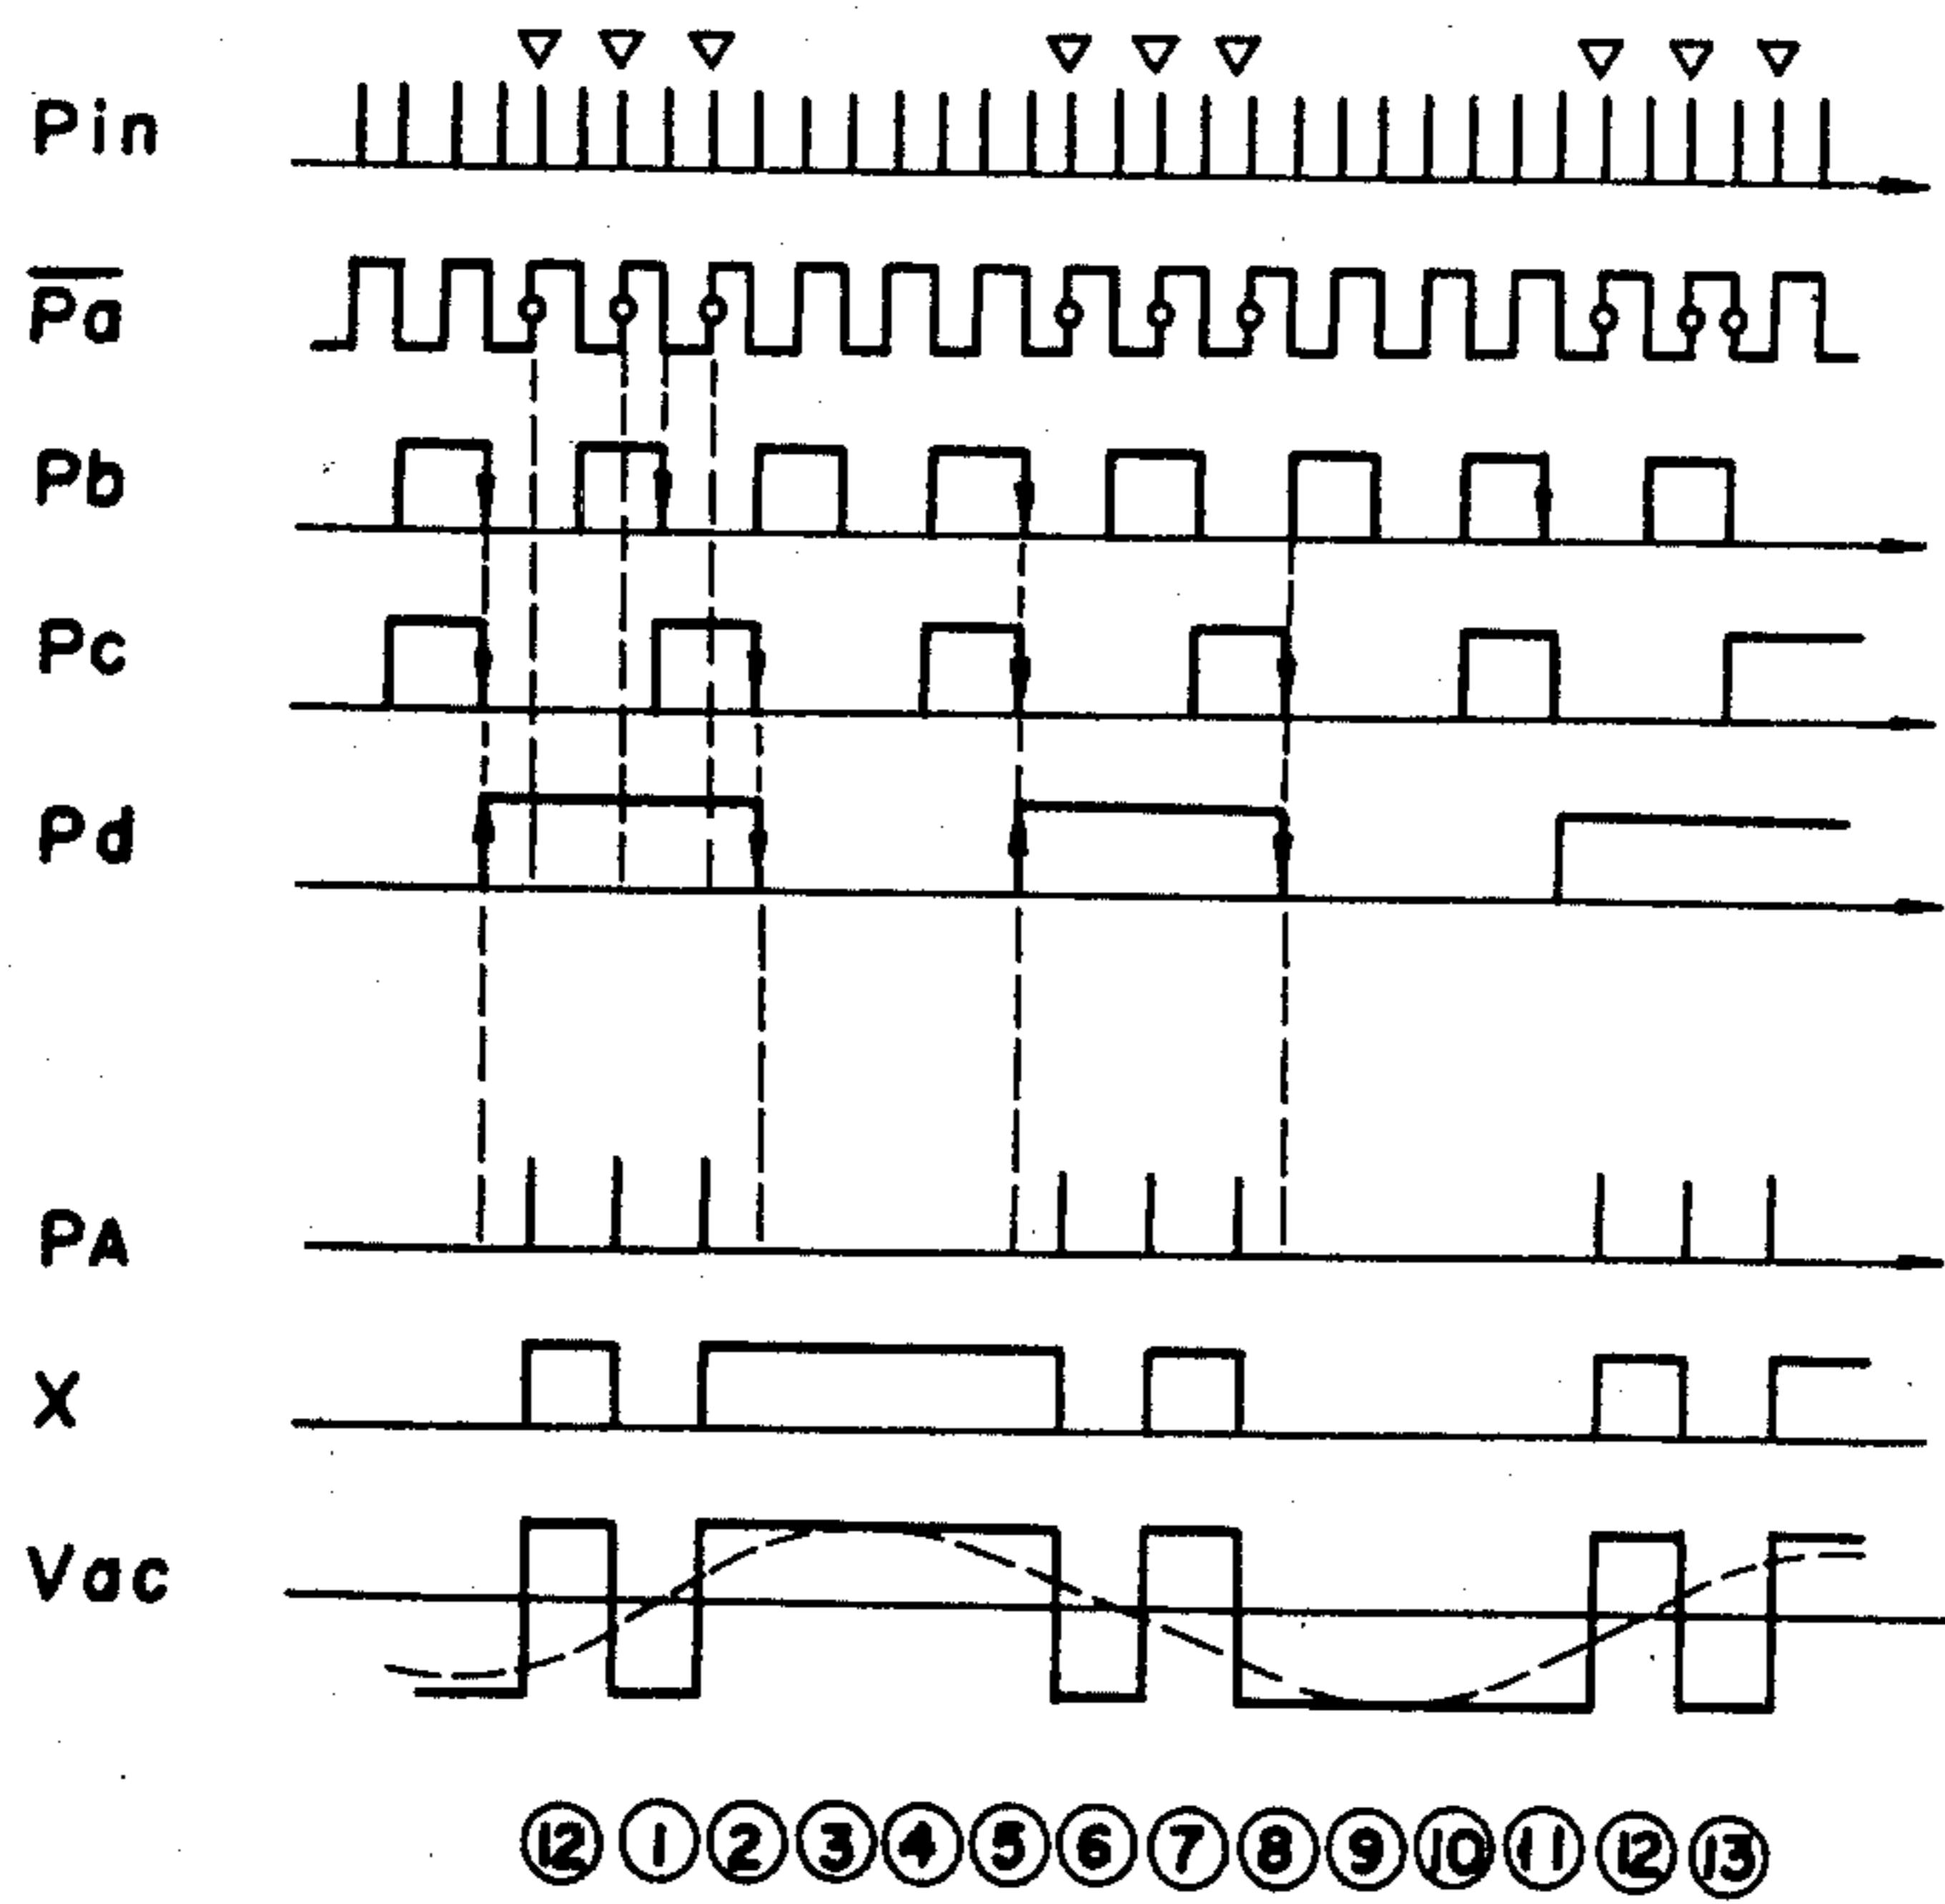 Pin
P̅a̅
Pb
Pc
Pd
PA
X
Vac
⑫ ① ② ③ ④ ⑤ ⑥ ⑦ ⑧ ⑨ ⑩ ⑪ ⑫ ⑬